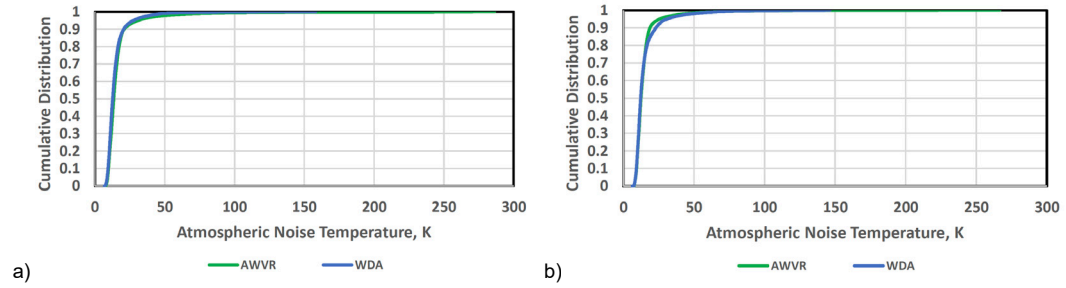 Cumulative Distribution
1
0.9
0.8
0.7
0.6
0.5
0.4
0.3
0.2
0.1
0
0 50 100 150 200 250 300
Atmospheric Noise Temperature, K
AWVR WDA
a)
Cumulative Distribution
1
0.9
0.8
0.7
0.6
0.5
0.4
0.3
0.2
0.1
0
0 50 100 150 200 250 300
Atmospheric Noise Temperature, K
AWVR WDA
b)